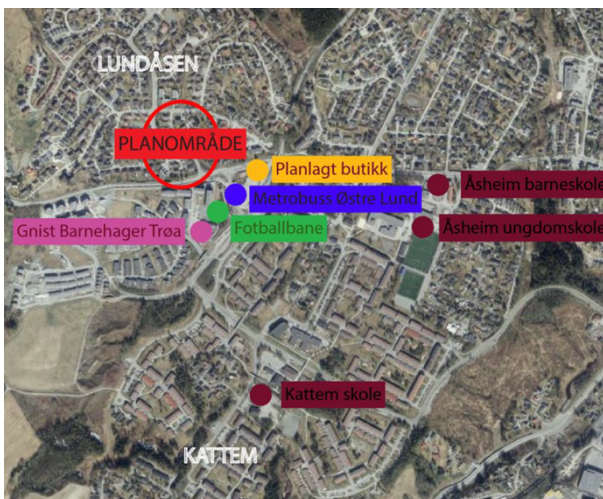 LUNDÅSEN
PLANOMRÅDE
Planlagt butikk
Metrobuss Østre Lund
Åsheim barneskole
Gnist Barnehager Trøa
Fotballbane
Åsheim ungdomskole
Kattem skole
KATTEM